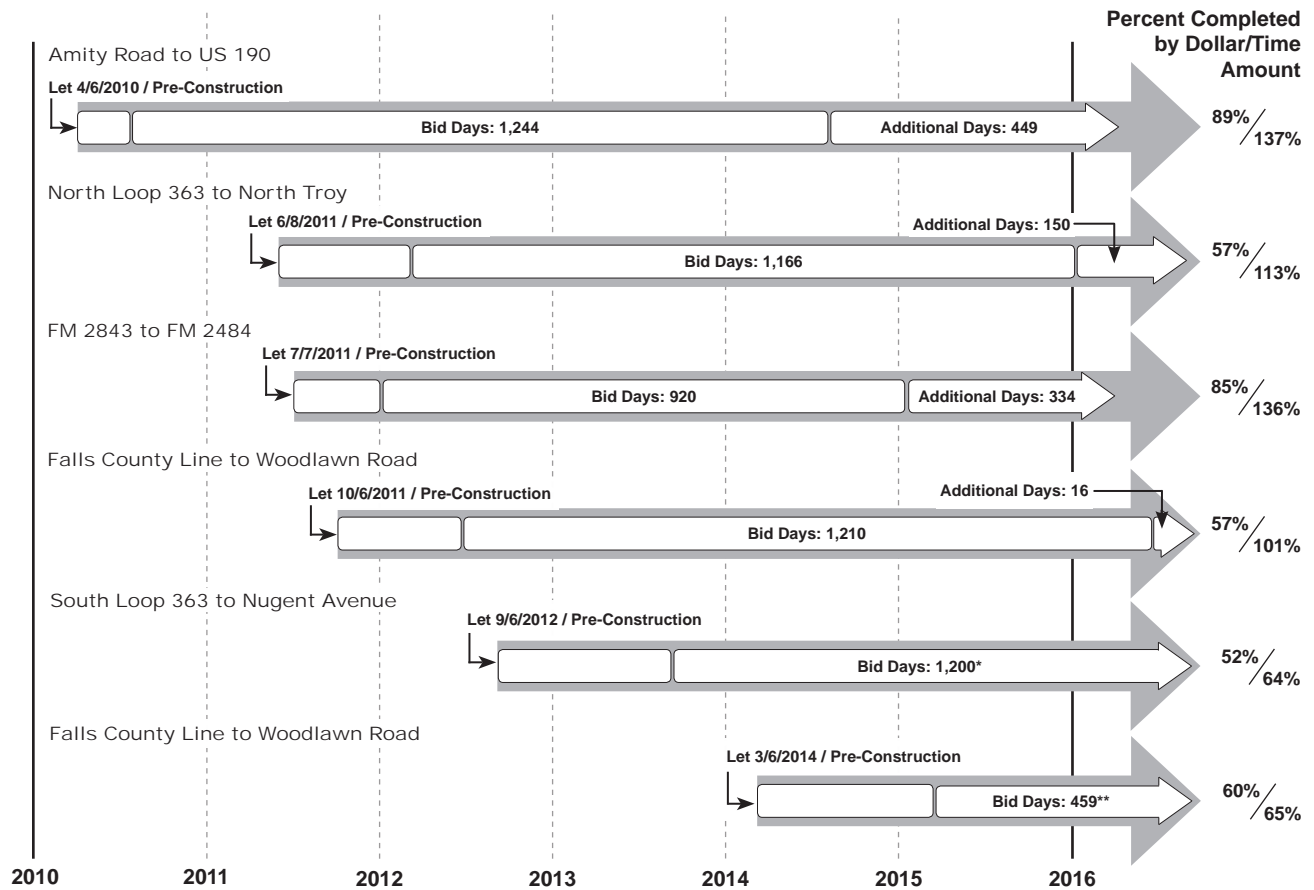 Percent Completed
by Dollar/Time
Amount
Amity Road to US 190
Let 4/6/2010 / Pre-Construction
Bid Days: 1,244
Additional Days: 449
89%/137%
North Loop 363 to North Troy
Let 6/8/2011 / Pre-Construction
Additional Days: 150
Bid Days: 1,166
57%/113%
FM 2843 to FM 2484
Let 7/7/2011 / Pre-Construction
Bid Days: 920
Additional Days: 334
85%/136%
Falls County Line to Woodlawn Road
Let 10/6/2011 / Pre-Construction
Additional Days: 16
Bid Days: 1,210
57%/101%
South Loop 363 to Nugent Avenue
Let 9/6/2012 / Pre-Construction
Bid Days: 1,200*
52%/64%
Falls County Line to Woodlawn Road
Let 3/6/2014 / Pre-Construction
Bid Days: 459**
60%/65%
2010 2011 2012 2013 2014 2015 2016